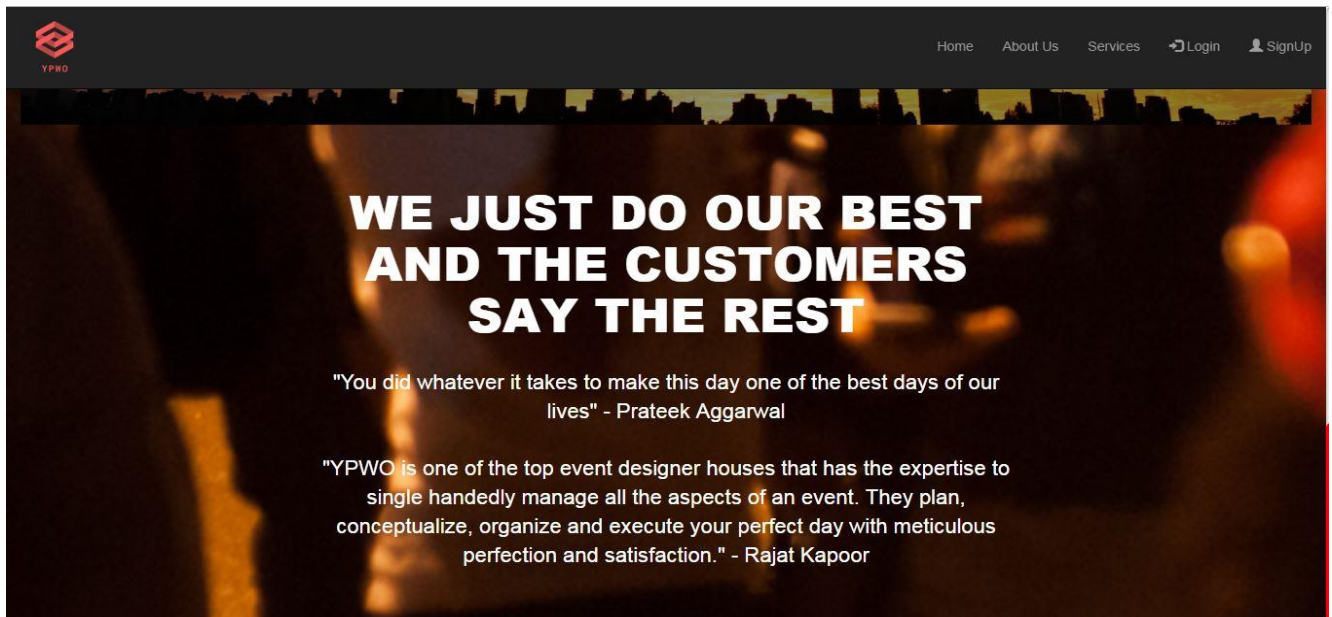 YPWO
Home About Us Services Login SignUp
WE JUST DO OUR BEST
AND THE CUSTOMERS
SAY THE REST
"You did whatever it takes to make this day one of the best days of our
lives" - Prateek Aggarwal
"YPWO is one of the top event designer houses that has the expertise to
single handedly manage all the aspects of an event. They plan,
conceptualize, organize and execute your perfect day with meticulous
perfection and satisfaction." - Rajat Kapoor